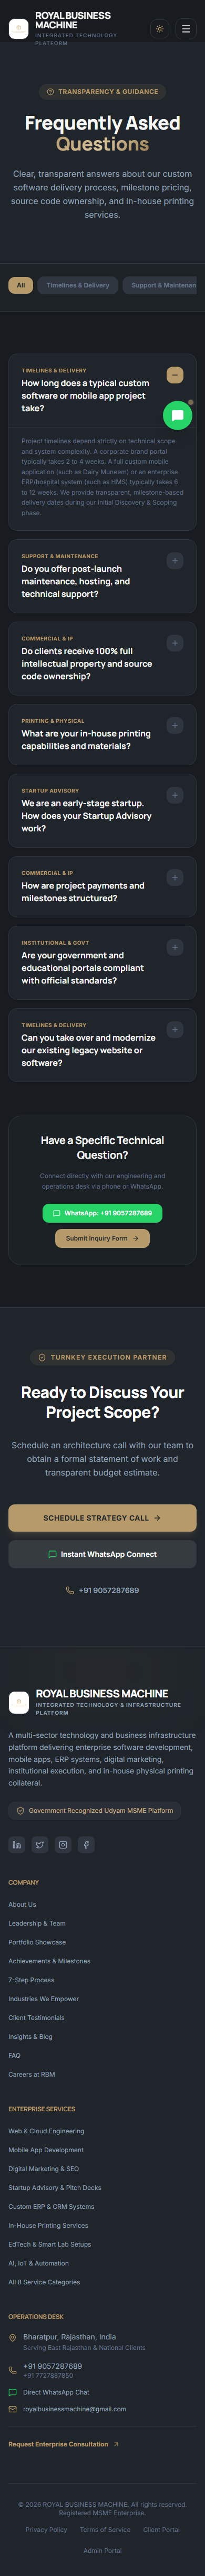 ROYAL BUSINESS
MACHINE
INTEGRATED TECHNOLOGY
PLATFORM
TRANSPARENCY & GUIDANCE
Frequently Asked
Questions
Clear, transparent answers about our custom
software delivery process, milestone pricing,
source code ownership, and in-house printing
services.
All
Timelines & Delivery
Support & Maintenan
TIMELINES & DELIVERY
How long does a typical custom
software or mobile app project
take?
Project timelines depend strictly on technical scope
and system complexity. A corporate brand portal
typically takes 2 to 4 weeks. A full custom mobile
application (such as Dairy Muneem) or an enterprise
ERP/hospital system (such as HMS) typically takes 6
to 12 weeks. We provide transparent, milestone-based
delivery dates during our initial Discovery & Scoping
phase.
SUPPORT & MAINTENANCE
Do you offer post-launch
maintenance, hosting, and
technical support?
COMMERCIAL & IP
Do clients receive 100% full
intellectual property and source
code ownership?
PRINTING & PHYSICAL
What are your in-house printing
capabilities and materials?
STARTUP ADVISORY
We are an early-stage startup.
How does your Startup Advisory
work?
COMMERCIAL & IP
How are project payments and
milestones structured?
INSTITUTIONAL & GOVT
Are your government and
educational portals compliant
with official standards?
TIMELINES & DELIVERY
Can you take over and modernize
our existing legacy website or
software?
Have a Specific Technical
Question?
Connect directly with our engineering and
operations desk via phone or WhatsApp.
WhatsApp: +91 9057287689
Submit Inquiry Form
TURNKEY EXECUTION PARTNER
Ready to Discuss Your
Project Scope?
Schedule an architecture call with our team to
obtain a formal statement of work and
transparent budget estimate.
SCHEDULE STRATEGY CALL
Instant WhatsApp Connect
+91 9057287689
ROYAL BUSINESS MACHINE
INTEGRATED TECHNOLOGY & INFRASTRUCTURE
PLATFORM
A multi-sector technology and business infrastructure
platform delivering enterprise software development,
mobile apps, ERP systems, digital marketing,
institutional execution, and in-house physical printing
collateral.
Government Recognized Udyam MSME Platform
COMPANY
About Us
Leadership & Team
Portfolio Showcase
Achievements & Milestones
7-Step Process
Industries We Empower
Client Testimonials
Insights & Blog
FAQ
Careers at RBM
ENTERPRISE SERVICES
Web & Cloud Engineering
Mobile App Development
Digital Marketing & SEO
Startup Advisory & Pitch Decks
Custom ERP & CRM Systems
In-House Printing Services
EdTech & Smart Lab Setups
AI, IoT & Automation
All 8 Service Categories
OPERATIONS DESK
Bharatpur, Rajasthan, India
Serving East Rajasthan & National Clients
+91 9057287689
+91 7727887850
Direct WhatsApp Chat
royalbusinessmachine@gmail.com
Request Enterprise Consultation
© 2026 ROYAL BUSINESS MACHINE. All rights reserved.
Registered MSME Enterprise.
Privacy Policy
Terms of Service
Client Portal
Admin Portal